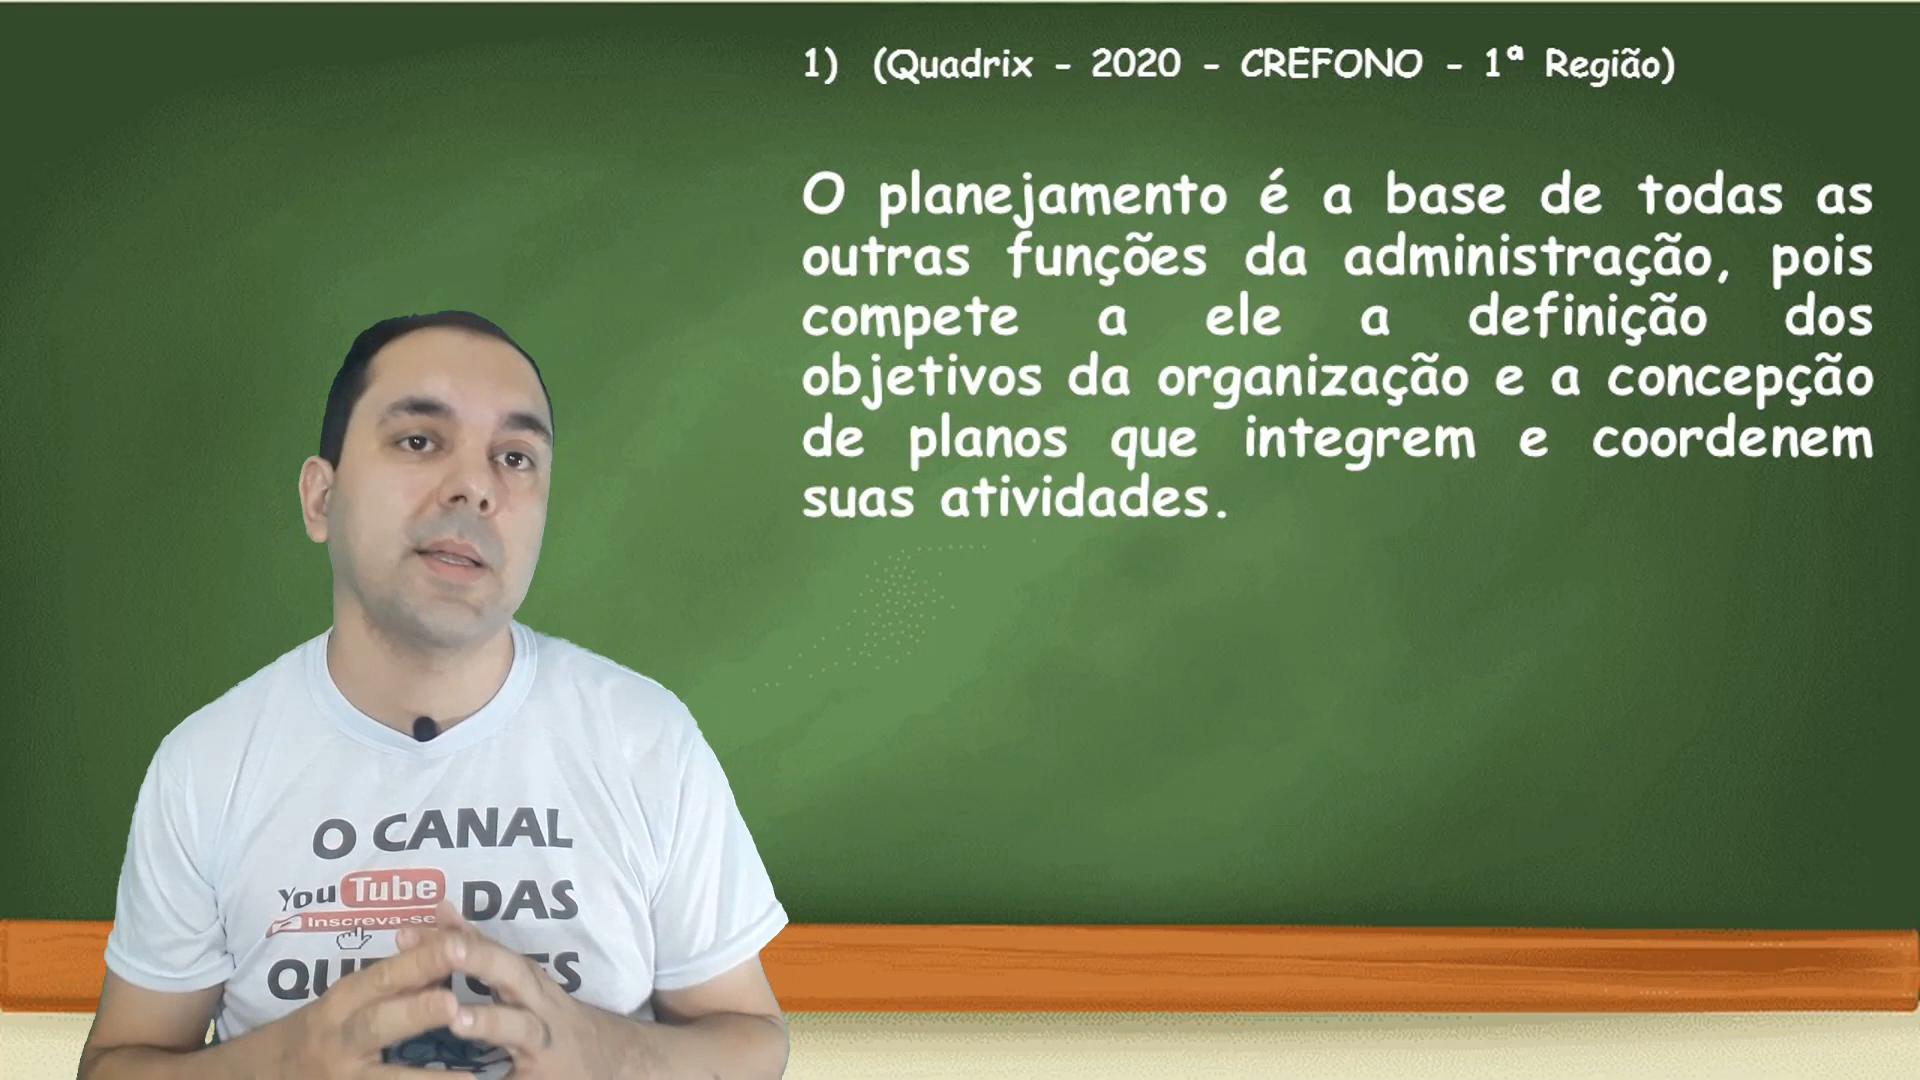 1) (Quadrix - 2020 - CREFONO - 1ª Região)
O planejamento é a base de todas as
outras funções da administração, pois
compete a ele a definição dos
objetivos da organização e a concepção
de planos que integrem e coordenem
suas atividades.
O CANAL
YouTube DAS
Inscreva-se